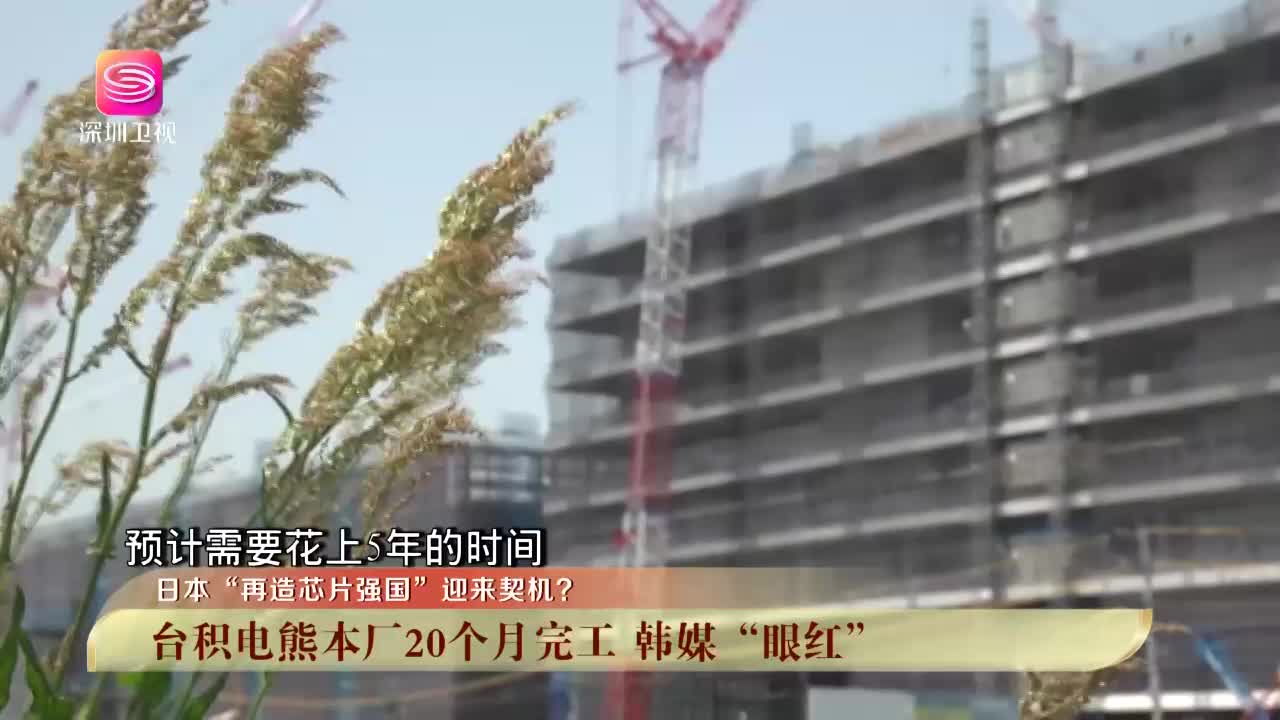 深圳卫视
预计需要花上5年的时间
日本“再造芯片强国”迎来契机？
台积电熊本厂20个月完工 韩媒“眼红”